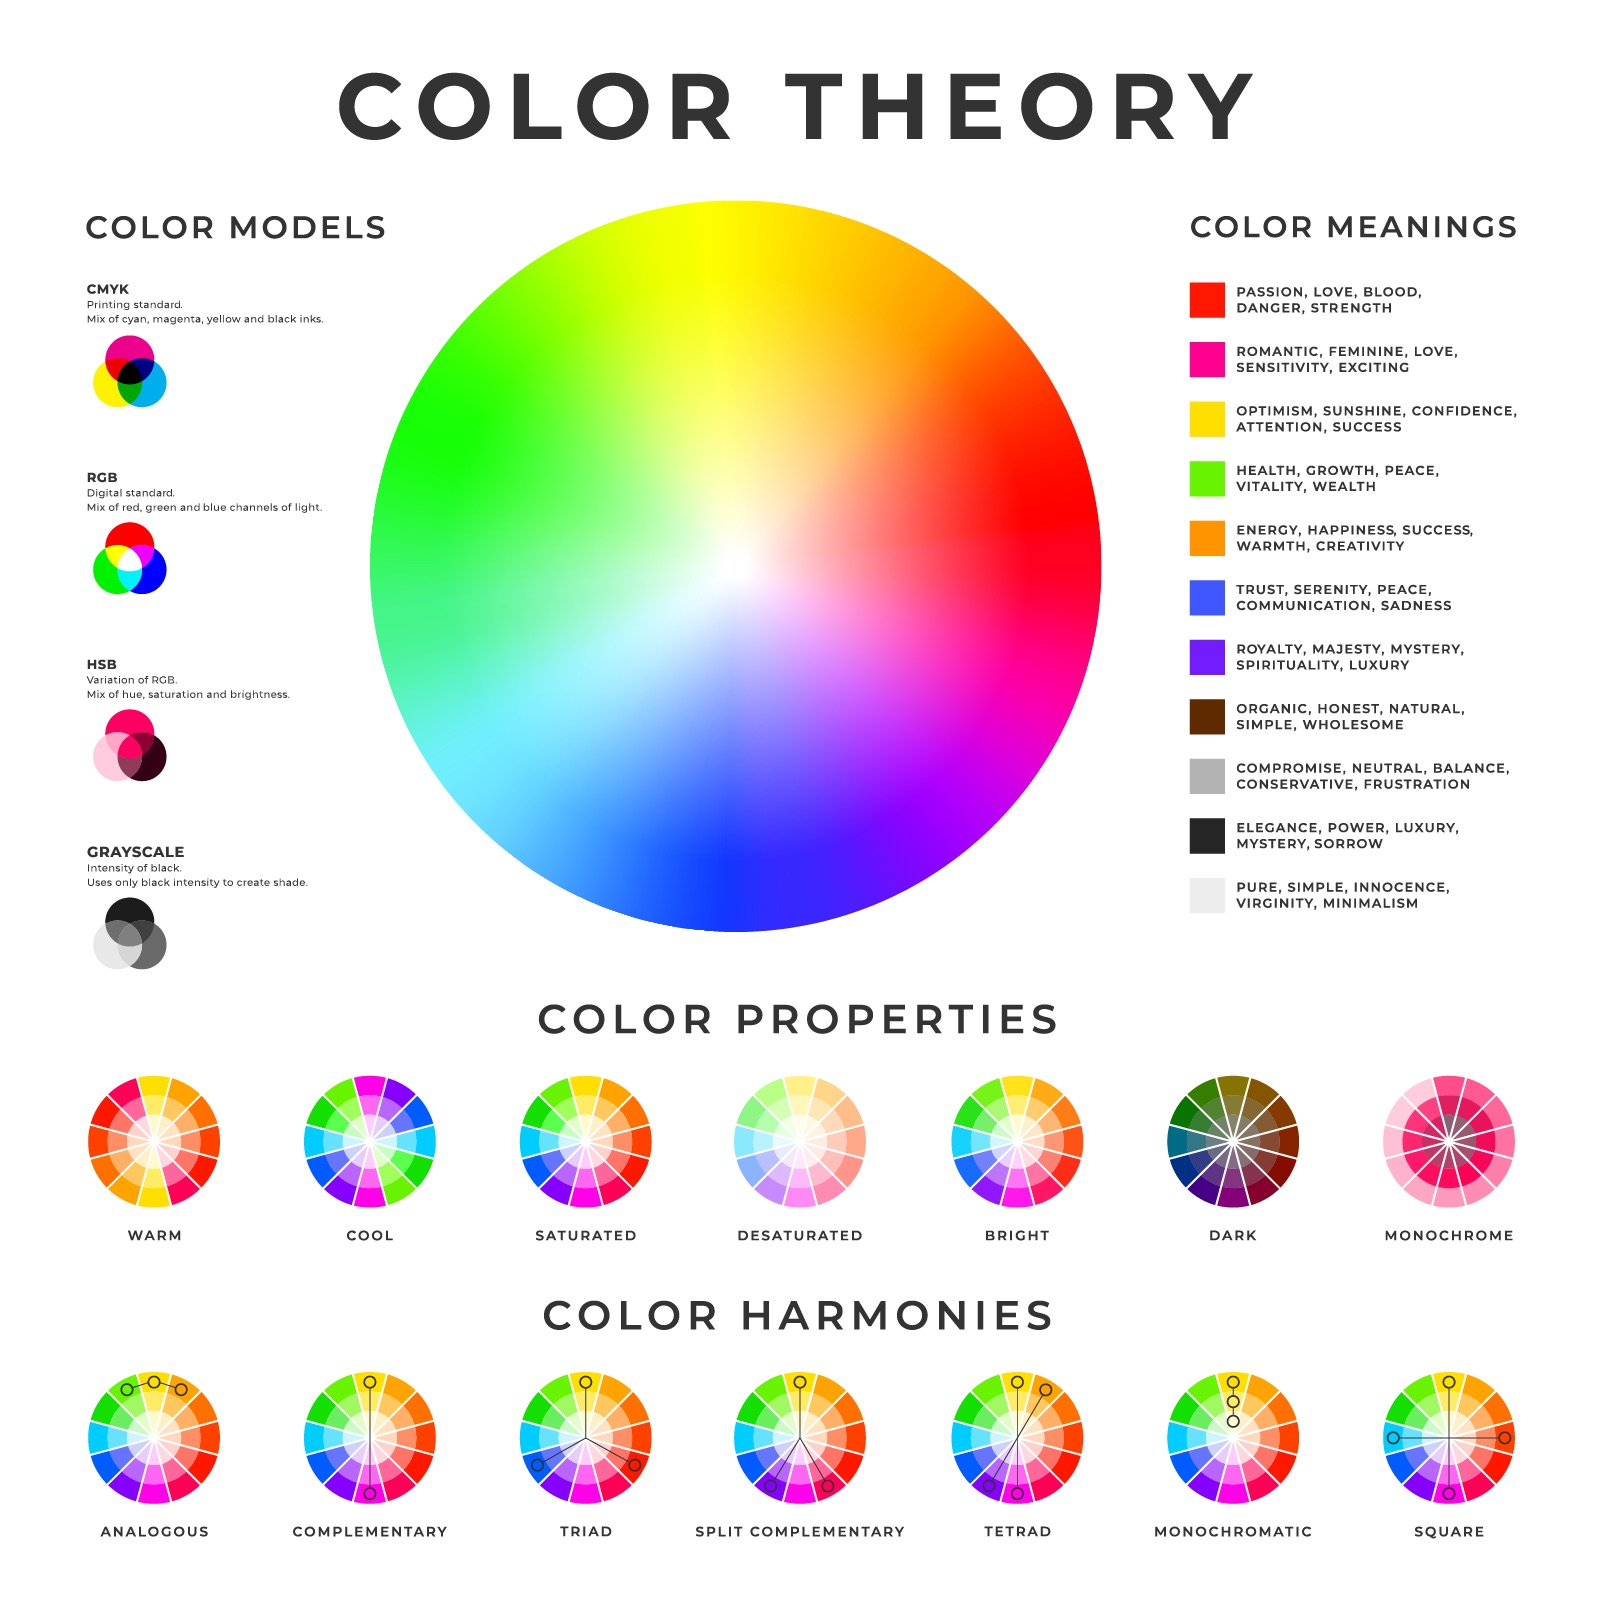 COLOR THEORY
COLOR MODELS
CMYK
Printing standard.
Mix of cyan, magenta, yellow and black inks.
RGB
Digital standard.
Mix of red, green and blue channels of light.
HSB
Variation of RGB.
Mix of hue, saturation and brightness.
GRAYSCALE
Intensity of black.
Uses only black intensity to create shade.
COLOR MEANINGS
PASSION, LOVE, BLOOD,
DANGER, STRENGTH
ROMANTIC, FEMININE, LOVE,
SENSITIVITY, EXCITING
OPTIMISM, SUNSHINE, CONFIDENCE,
ATTENTION, SUCCESS
HEALTH, GROWTH, PEACE,
VITALITY, WEALTH
ENERGY, HAPPINESS, SUCCESS,
WARMTH, CREATIVITY
TRUST, SERENITY, PEACE,
COMMUNICATION, SADNESS
ROYALTY, MAJESTY, MYSTERY,
SPIRITUALITY, LUXURY
ORGANIC, HONEST, NATURAL,
SIMPLE, WHOLESOME
COMPROMISE, NEUTRAL, BALANCE,
CONSERVATIVE, FRUSTRATION
ELEGANCE, POWER, LUXURY,
MYSTERY, SORROW
PURE, SIMPLE, INNOCENCE,
VIRGINITY, MINIMALISM
COLOR PROPERTIES
WARM
COOL
SATURATED
DESATURATED
BRIGHT
DARK
MONOCHROME
COLOR HARMONIES
ANALOGOUS
COMPLEMENTARY
TRIAD
SPLIT COMPLEMENTARY
TETRAD
MONOCHROMATIC
SQUARE